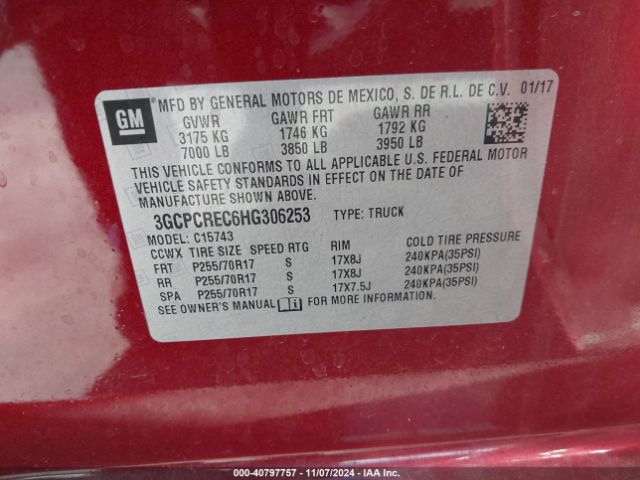 GM ® MFD BY GENERAL MOTORS DE MEXICO, S. DE R.L. DE C.V. 01/17
GVWR GAWR FRT GAWR RR
3175 KG 1746 KG 1792 KG
7000 LB 3850 LB 3950 LB
THIS VEHICLE CONFORMS TO ALL APPLICABLE U.S. FEDERAL MOTOR
VEHICLE SAFETY STANDARDS IN EFFECT ON THE DATE OF
MANUFACTURE SHOWN ABOVE.
3GCPCREC6HG306253 TYPE: TRUCK
MODEL: C15743
CCWX TIRE SIZE SPEED RTG RIM COLD TIRE PRESSURE
FRT P255/70R17 S 17X8J 240KPA(35PSI)
RR P255/70R17 S 17X8J 240KPA(35PSI)
SPA P255/70R17 S 17X7.5J 240KPA(35PSI)
SEE OWNER'S MANUAL FOR MORE INFORMATION.
00-40797757 - 11/07/2024 - IAA Inc.